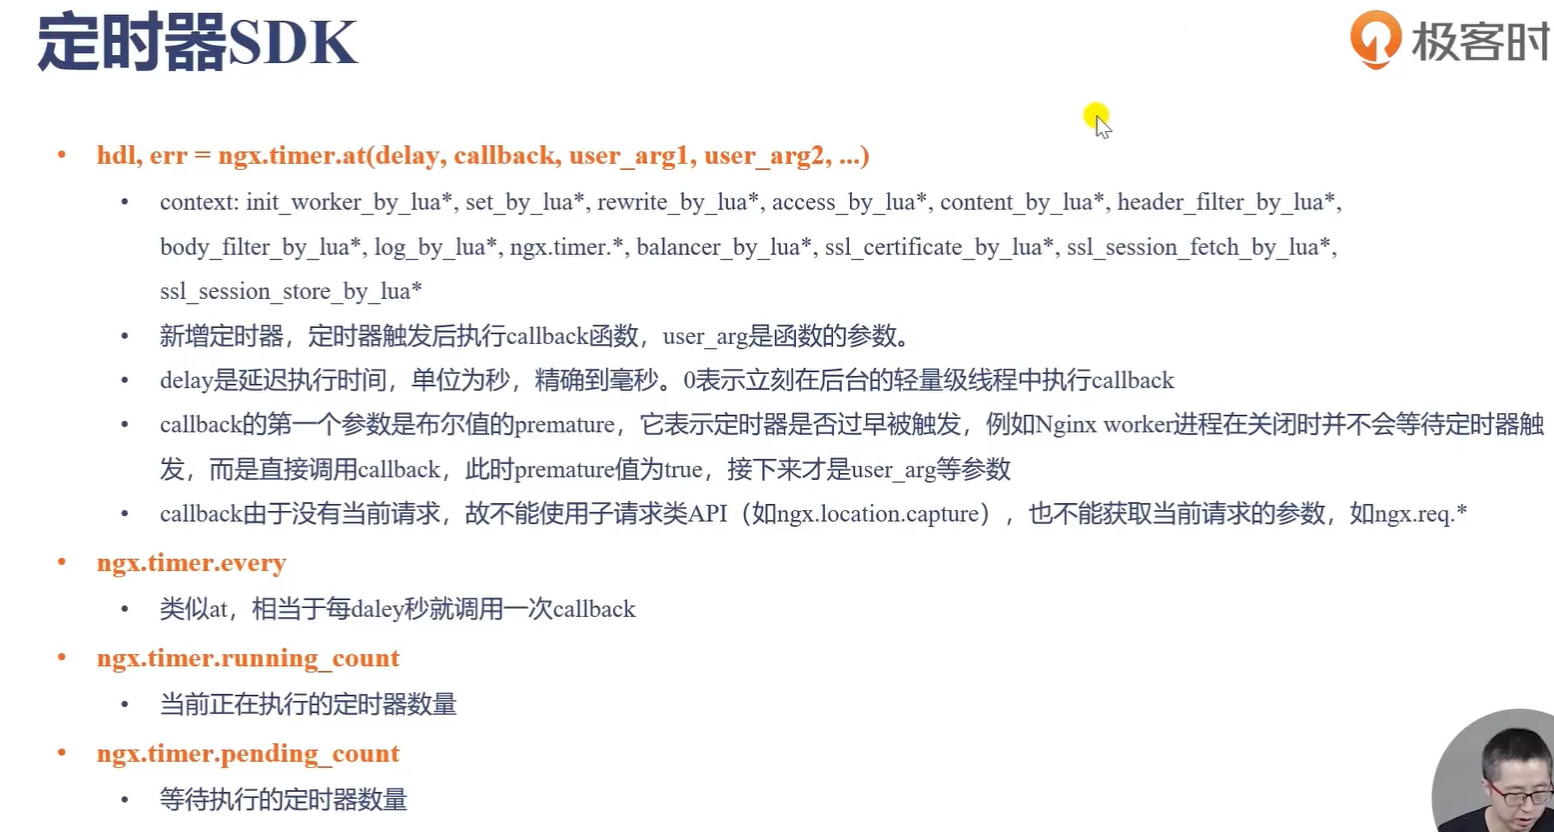 定时器SDK
极客时
• hdl, err = ngx.timer.at(delay, callback, user_arg1, user_arg2, ...)
• context: init_worker_by_lua*, set_by_lua*, rewrite_by_lua*, access_by_lua*, content_by_lua*, header_filter_by_lua*,
body_filter_by_lua*, log_by_lua*, ngx.timer.*, balancer_by_lua*, ssl_certificate_by_lua*, ssl_session_fetch_by_lua*,
ssl_session_store_by_lua*
• 新增定时器，定时器触发后执行callback函数，user_arg是函数的参数。
• delay是延迟执行时间，单位为秒，精确到毫秒。0表示立刻在后台的轻量级线程中执行callback
• callback的第一个参数是布尔值的premature，它表示定时器是否过早被触发，例如Nginx worker进程在关闭时并不会等待定时器触
发，而是直接调用callback，此时premature值为true，接下来才是user_arg等参数
• callback由于没有当前请求，故不能使用子请求类API（如ngx.location.capture），也不能获取当前请求的参数，如ngx.req.*
• ngx.timer.every
• 类似at，相当于每daley秒就调用一次callback
• ngx.timer.running_count
• 当前正在执行的定时器数量
• ngx.timer.pending_count
• 等待执行的定时器数量